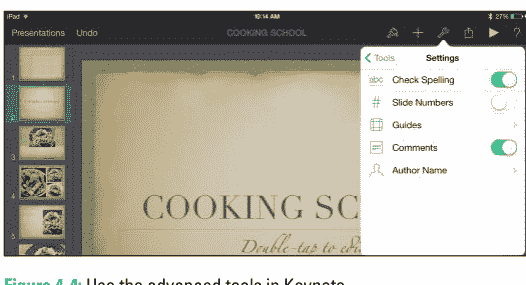 iPad
10:14 AM
27%
Presentations Undo
COOKING SCHOOL
?
Tools Settings
abc Check Spelling
# Slide Numbers
Guides
Comments
Author Name
1
2
3
4
5
COOKING SC
Double-tap to edi
Figure 4-4: Use the advanced tools in Keynote